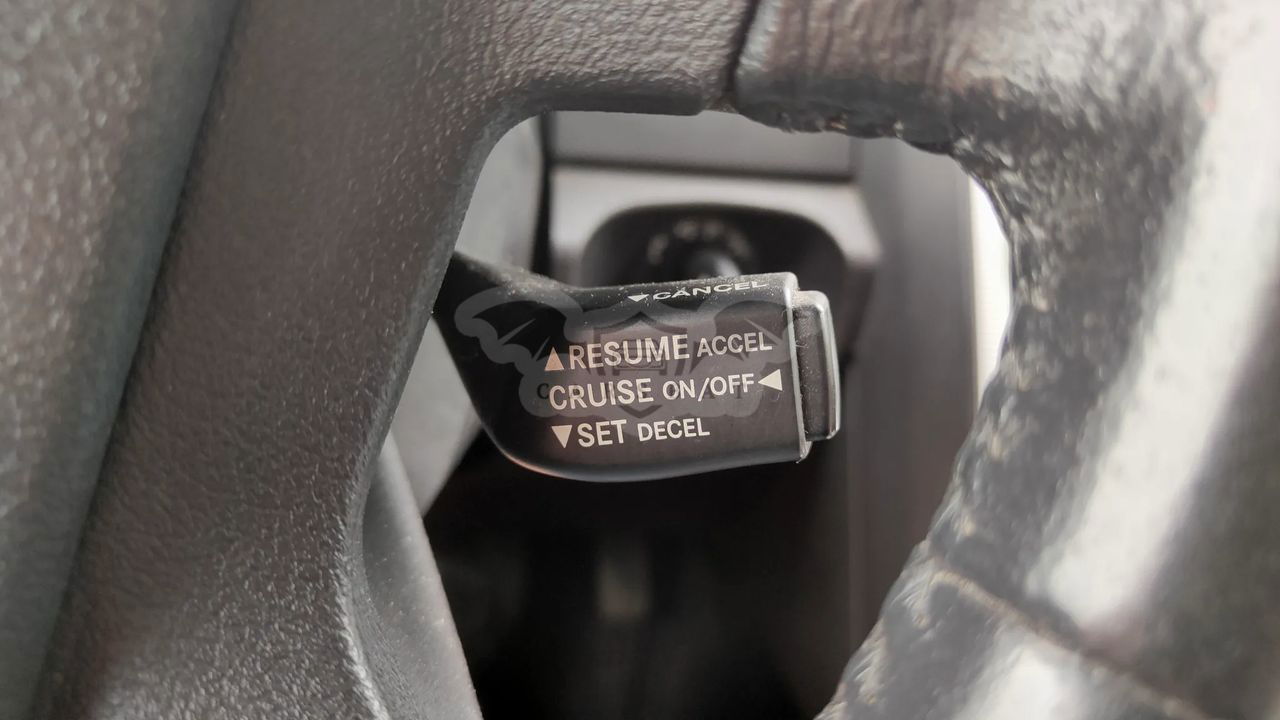 ▼CANCEL
▲RESUME ACCEL
CRUISE ON/OFF◀
▼SET DECEL